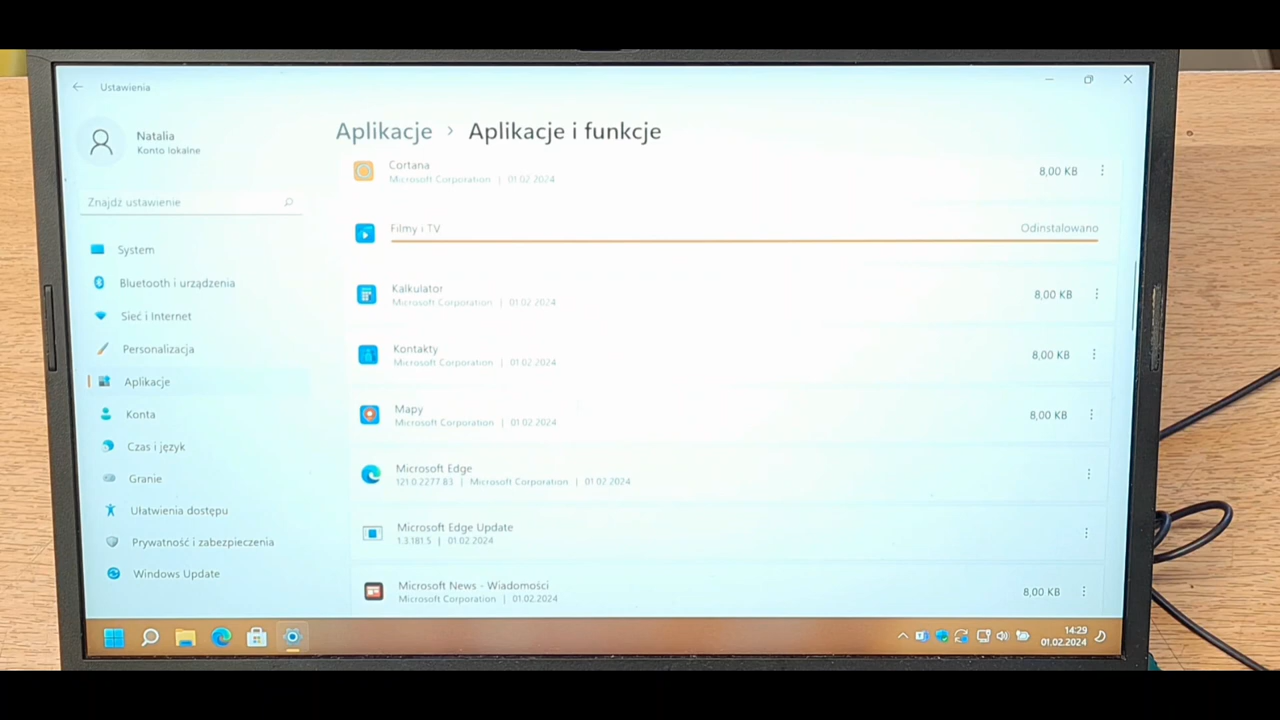 Ustawienia
Natalia
Konto lokalne
Znajdź ustawienie
System
Bluetooth i urządzenia
Sieć i Internet
Personalizacja
Aplikacje
Konta
Czas i język
Granie
Ułatwienia dostępu
Prywatność i zabezpieczenia
Windows Update
Aplikacje › Aplikacje i funkcje
Cortana
Microsoft Corporation | 01.02.2024
8,00 KB
Filmy i TV
Odinstalowano
Kalkulator
Microsoft Corporation | 01.02.2024
8,00 KB
Kontakty
Microsoft Corporation | 01.02.2024
8,00 KB
Mapy
Microsoft Corporation | 01.02.2024
8,00 KB
Microsoft Edge
121.0.2277.83 | Microsoft Corporation | 01.02.2024
Microsoft Edge Update
1.3.181.5 | 01.02.2024
Microsoft News - Wiadomości
Microsoft Corporation | 01.02.2024
8,00 KB
14:29
01.02.2024